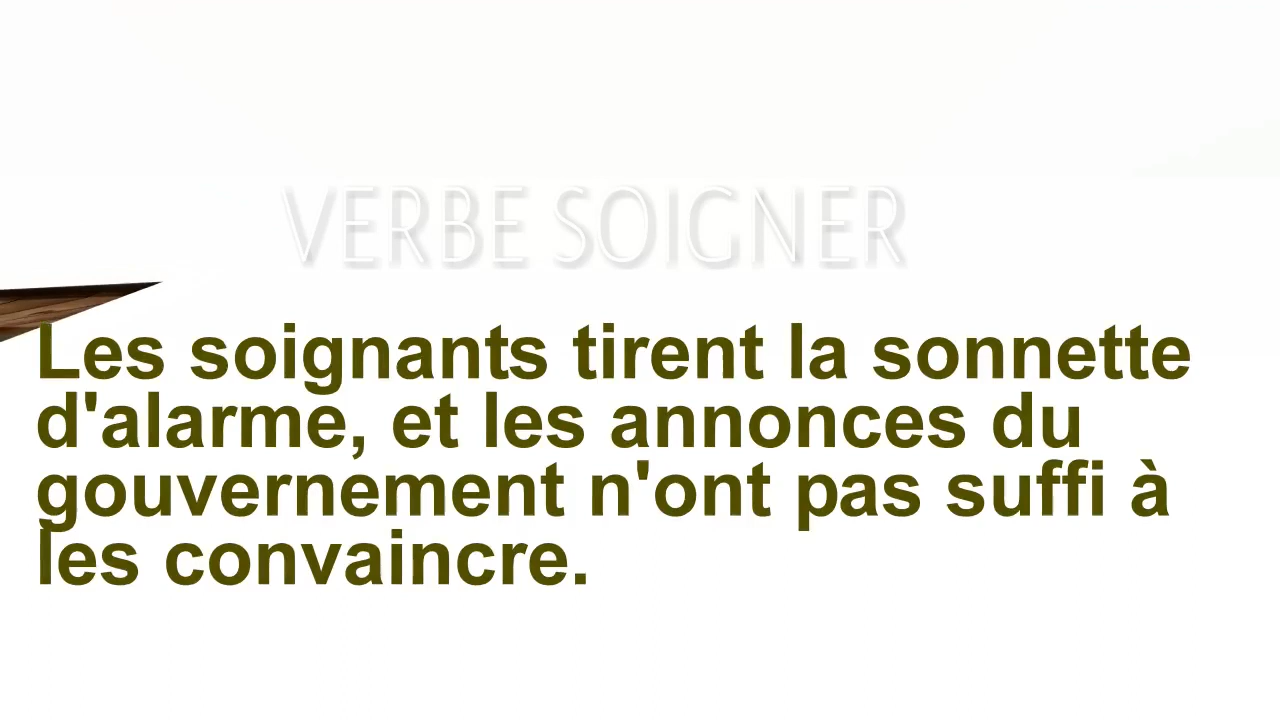 VERBE SOIGNER
Les soignants tirent la sonnette
d'alarme, et les annonces du
gouvernement n'ont pas suffi à
les convaincre.